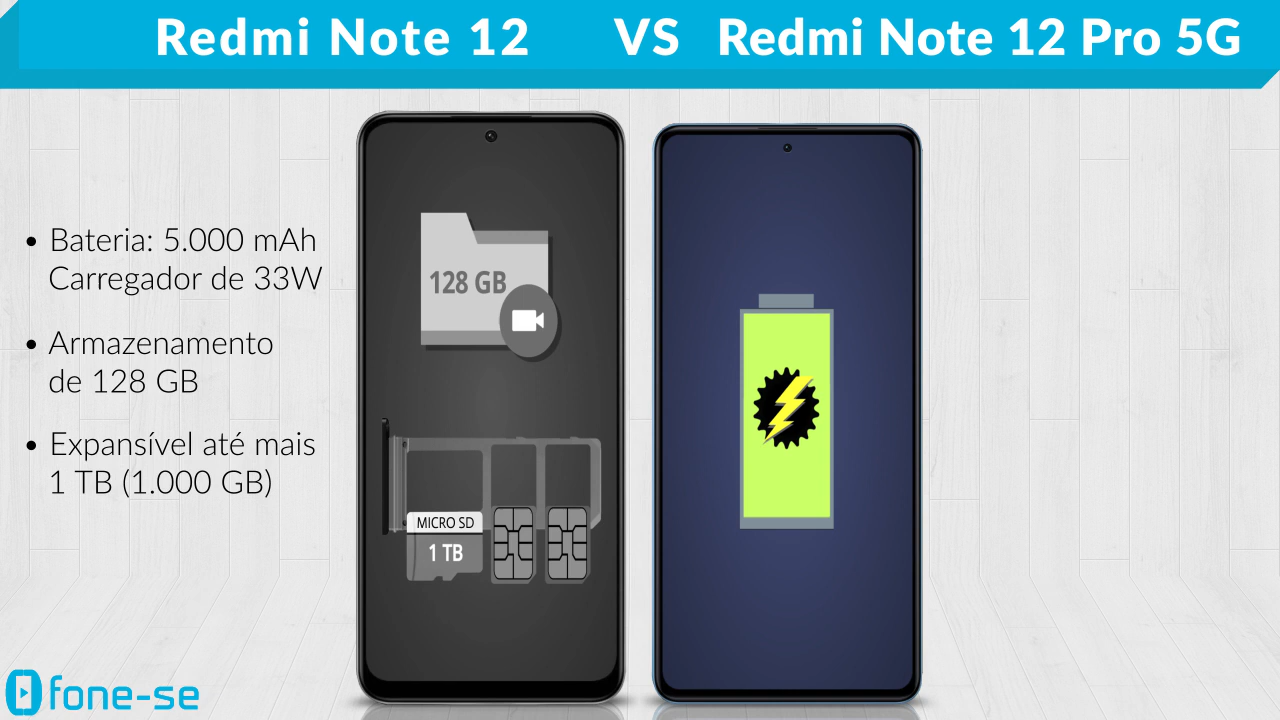 Redmi Note 12 VS Redmi Note 12 Pro 5G
• Bateria: 5.000 mAh
Carregador de 33W
• Armazenamento
de 128 GB
• Expansível até mais
1 TB (1.000 GB)
128 GB
MICRO SD
1 TB
fone-se